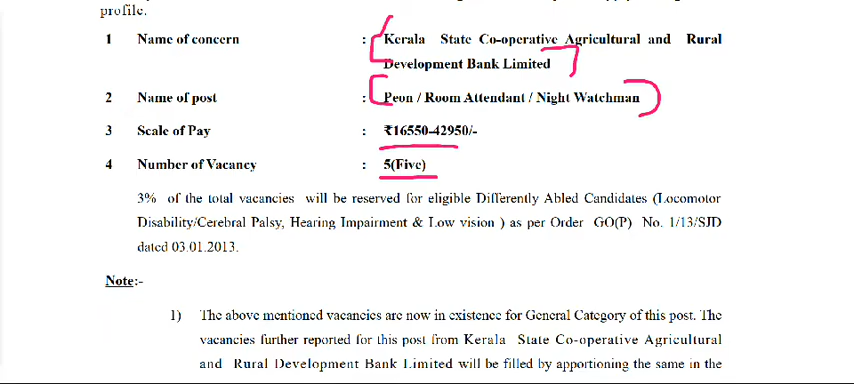 profile.
1 Name of concern : Kerala State Co-operative Agricultural and Rural
Development Bank Limited
2 Name of post : Peon / Room Attendant / Night Watchman
3 Scale of Pay : ₹16550-42950/-
4 Number of Vacancy : 5(Five)
3% of the total vacancies will be reserved for eligible Differently Abled Candidates (Locomotor
Disability/Cerebral Palsy, Hearing Impairment & Low vision ) as per Order GO(P) No. 1/13/SJD
dated 03.01.2013.
Note:-
1) The above mentioned vacancies are now in existence for General Category of this post. The
vacancies further reported for this post from Kerala State Co-operative Agricultural
and Rural Development Bank Limited will be filled by apportioning the same in the